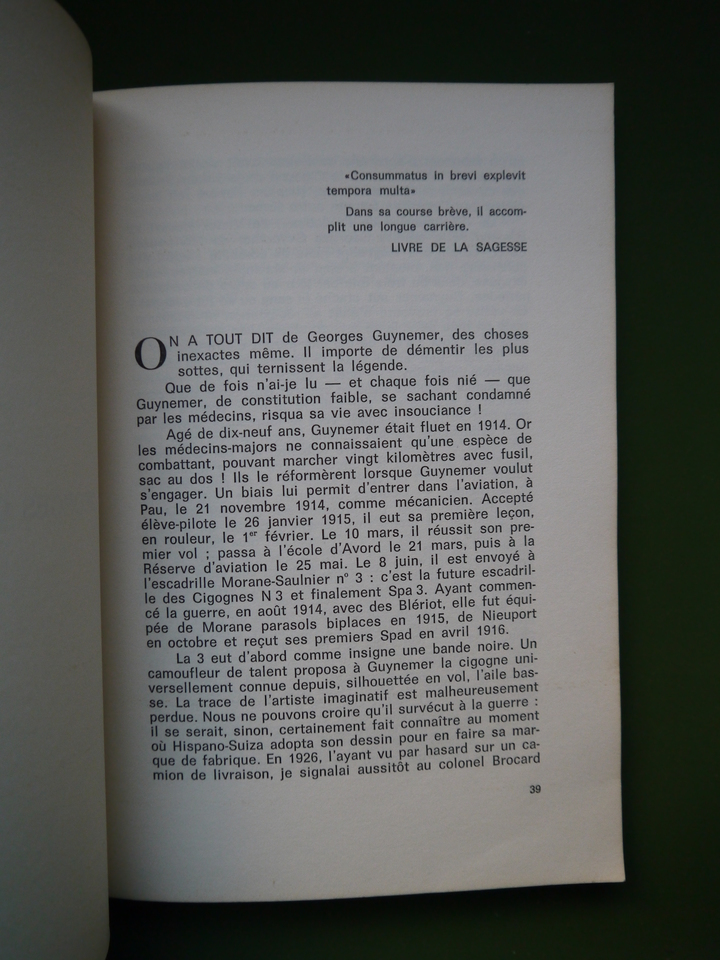 «Consummatus in brevi explevit
tempora multa»
Dans sa course brève, il accom-
plit une longue carrière.
LIVRE DE LA SAGESSE
ON A TOUT DIT de Georges Guynemer, des choses
inexactes même. Il importe de démentir les plus
sottes, qui ternissent la légende.
Que de fois n'ai-je lu — et chaque fois nié — que
Guynemer, de constitution faible, se sachant condamné
par les médecins, risqua sa vie avec insouciance !
Agé de dix-neuf ans, Guynemer était fluet en 1914. Or
les médecins-majors ne connaissaient qu'une espèce de
combattant, pouvant marcher vingt kilomètres avec fusil,
sac au dos ! Ils le réformèrent lorsque Guynemer voulut
s'engager. Un biais lui permit d'entrer dans l'aviation, à
Pau, le 21 novembre 1914, comme mécanicien. Accepté
élève-pilote le 26 janvier 1915, il eut sa première leçon,
en rouleur, le 1er février. Le 10 mars, il réussit son pre-
mier vol ; passa à l'école d'Avord le 21 mars, puis à la
Réserve d'aviation le 25 mai. Le 8 juin, il est envoyé à
l'escadrille Morane-Saulnier n° 3 : c'est la future escadril-
le des Cigognes N 3 et finalement Spa 3. Ayant commen-
cé la guerre, en août 1914, avec des Blériot, elle fut équi-
pée de Morane parasols biplaces en 1915, de Nieuport
en octobre et reçut ses premiers Spad en avril 1916.
La 3 eut d'abord comme insigne une bande noire. Un
camoufleur de talent proposa à Guynemer la cigogne uni-
versellement connue depuis, silhouettée en vol, l'aile bas-
se. La trace de l'artiste imaginatif est malheureusement
perdue. Nous ne pouvons croire qu'il survécut à la guerre :
il se serait, sinon, certainement fait connaître au moment
où Hispano-Suiza adopta son dessin pour en faire sa mar-
que de fabrique. En 1926, l'ayant vu par hasard sur un ca-
mion de livraison, je signalai aussitôt au colonel Brocard
39